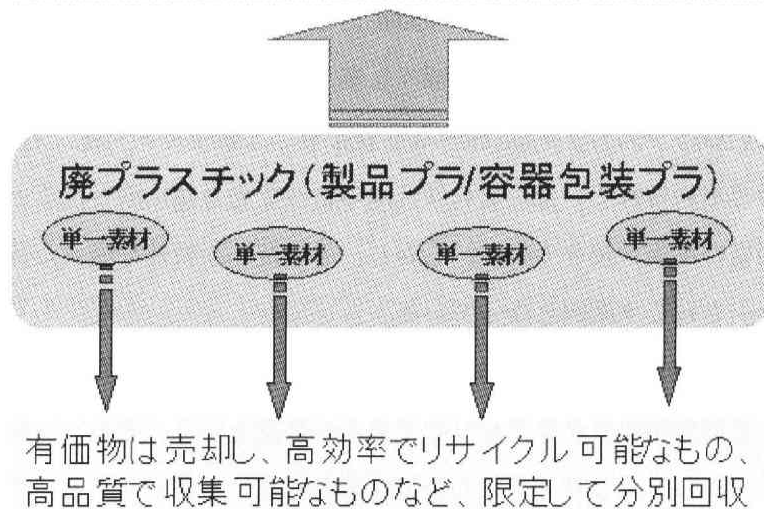 廃プラスチック(製品プラ/容器包装プラ)
単一素材
単一素材
単一素材
単一素材
有価物は売却し、高効率でリサイクル可能なもの、
高品質で収集可能なものなど、限定して分別回収